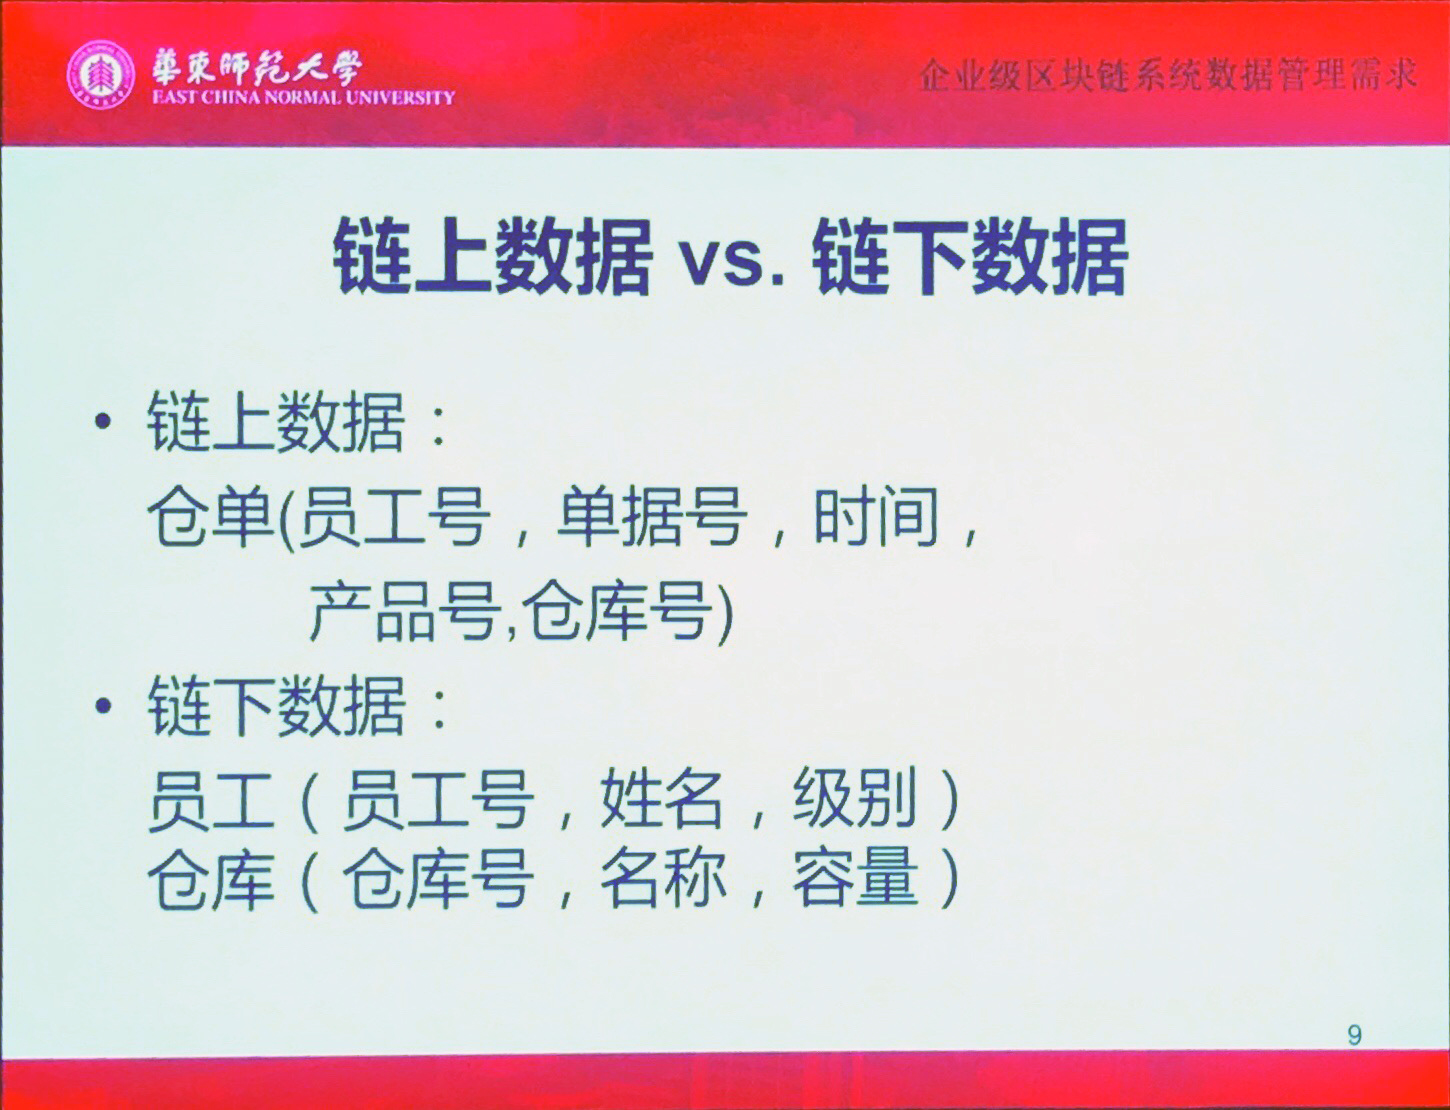 華東師范大學
EAST CHINA NORMAL UNIVERSITY
企业级区块链系统数据管理需求
链上数据 vs. 链下数据
• 链上数据：
仓单(员工号，单据号，时间，
产品号,仓库号)
• 链下数据：
员工（员工号，姓名，级别）
仓库（仓库号，名称，容量）
9